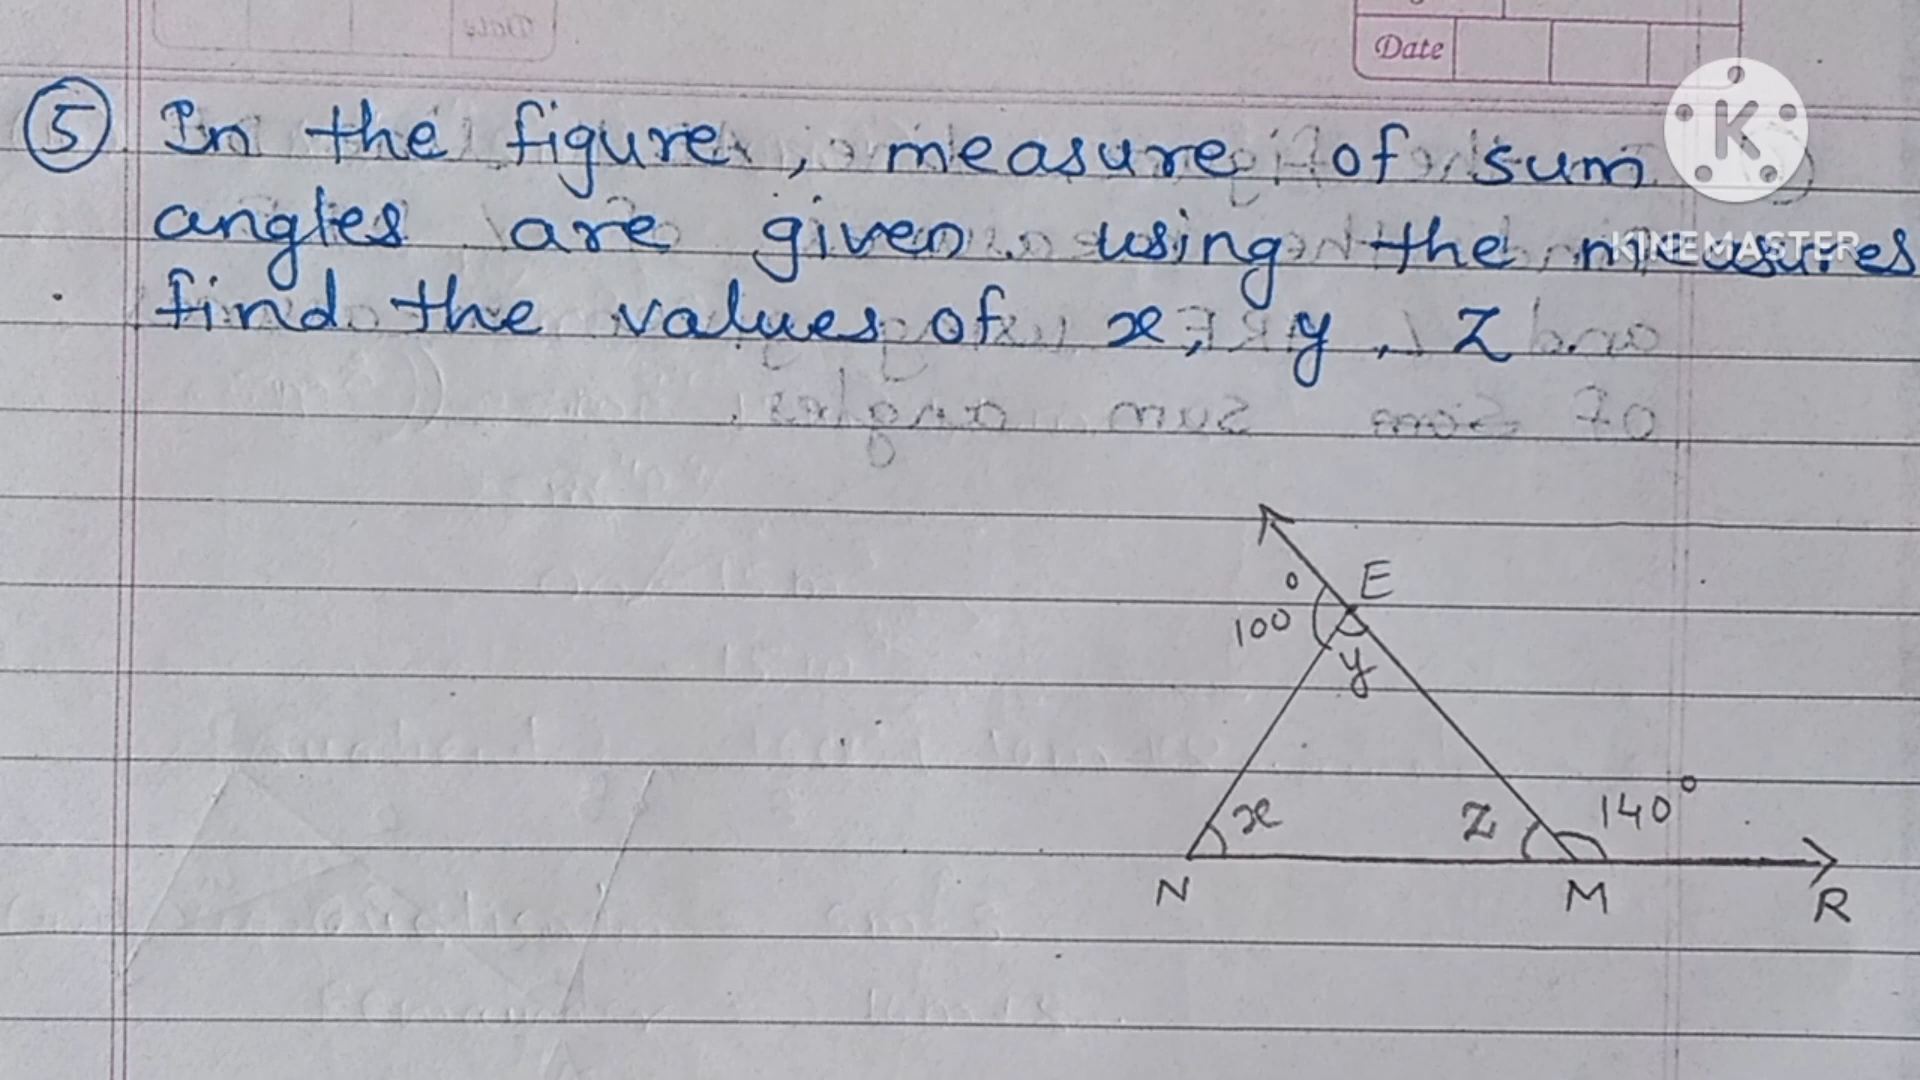 Date
K
KINEMASTER
5 In the figure, measure of sum
angles are given using the measures
find the values of x, y, z
E
100°
y
x
z
140°
N
M
R